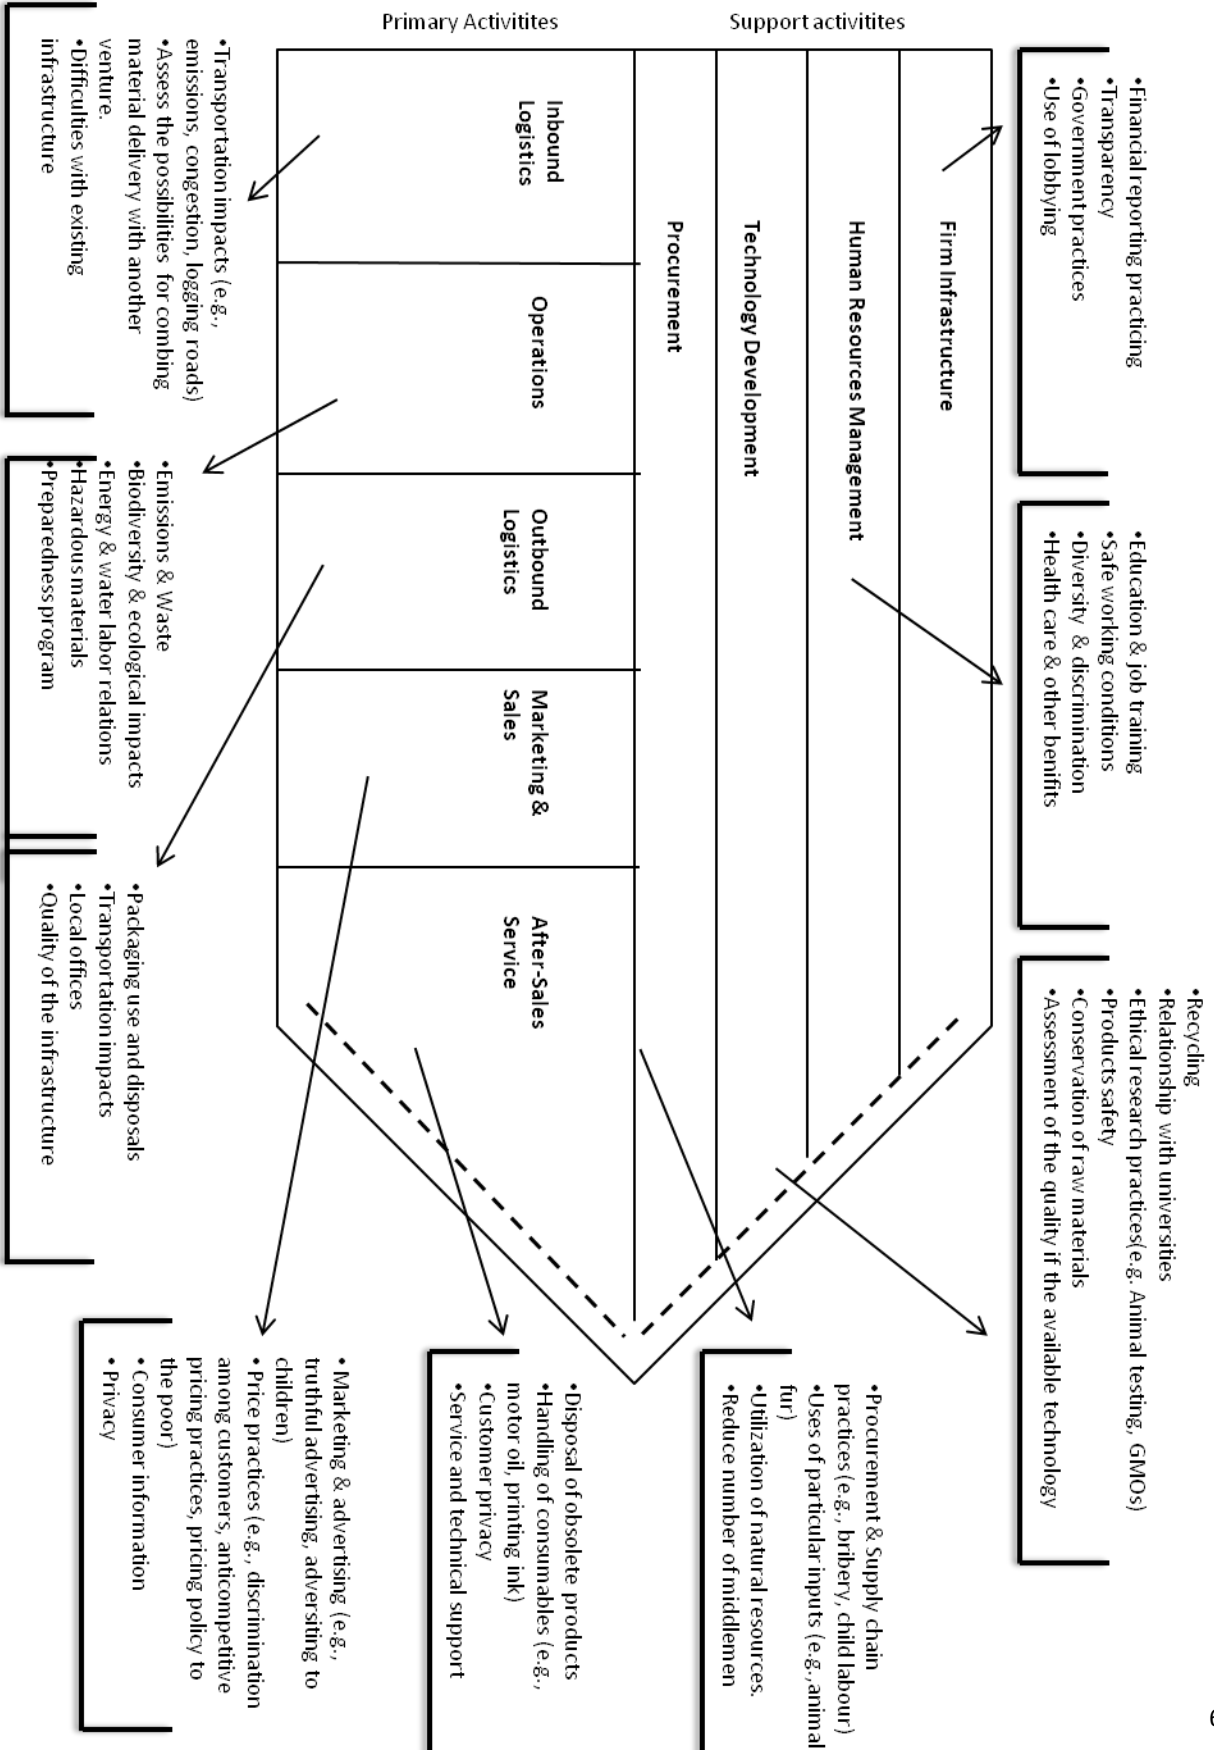 Primary Activitites
Support activitites
•Financial reporting practicing
•Transparency
•Government practices
•Use of lobbying
•Education & job training
•Safe working conditions
•Diversity & discrimination
•Health care & other benifits
•Recycling
•Relationship with universities
•Ethical research practices(e.g. Animal testing, GMOs)
•Products safety
•Conservation of raw materials
•Assessment of the quality if the available technology
Firm Infrastructure
Human Resources Management
Technology Development
Procurement
Inbound
Logistics
Operations
Outbound
Logistics
Marketing &
Sales
After-Sales
Service
•Procurement & Supply chain
practices (e.g., bribery, child labour)
•Uses of particular inputs (e.g., animal
fur)
•Utilization of natural resources.
•Reduce number of middlemen
•Disposal of obsolete products
•Handling of consumables (e.g.,
motor oil, printing ink)
•Customer privacy
•Service and technical support
•Transportation impacts (e.g.,
emissions, congestion, logging roads)
•Assess the possibilities for combing
material delivery with another
venture.
•Difficulties with existing
infrastructure
•Emissions & Waste
•Biodiversity & ecological impacts
•Energy & water labor relations
•Hazardous materials
•Preparedness program
•Packaging use and disposals
•Transportation impacts
•Local offices
•Quality of the infrastructure
• Marketing & advertising (e.g.,
truthful advertising, adversiting to
children)
• Price practices (e.g., discrimination
among customers, anticompetitive
pricing practices, pricing policy to
the poor)
• Consumer information
• Privacy